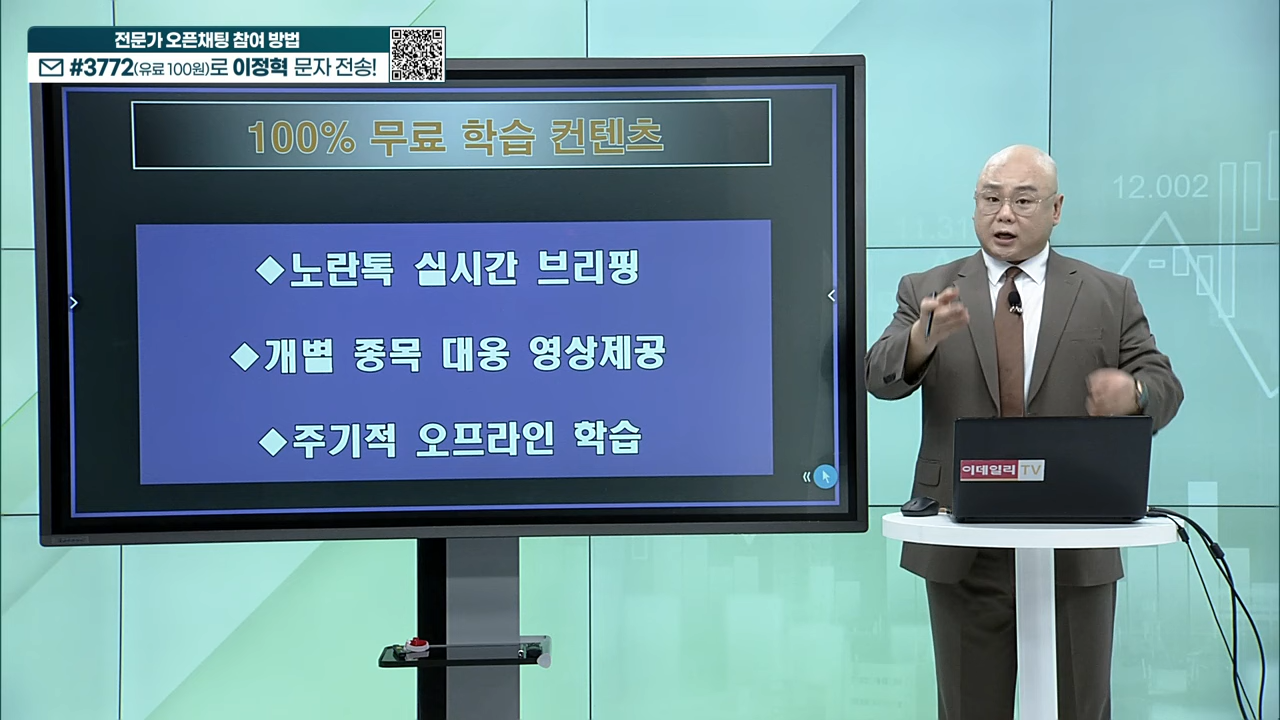 전문가 오픈채팅 참여 방법
#3772(유료 100원)로 이정혁 문자 전송!
100% 무료 학습 컨텐츠
◆노란톡 실시간 브리핑
◆개별 종목 대응 영상제공
◆주기적 오프라인 학습
12.002
이데일리 TV